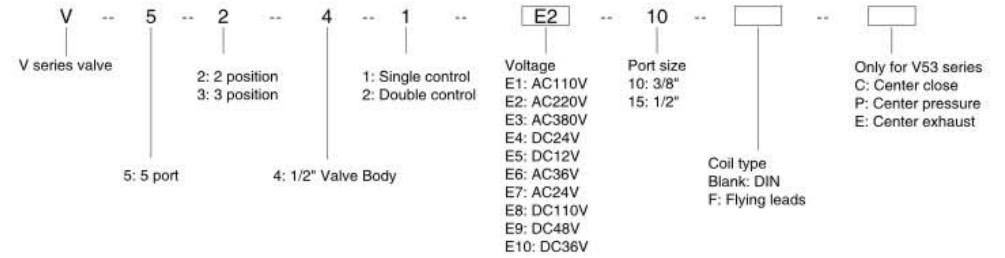 V -- 5 -- 2 -- 4 -- 1 -- E2 -- 10 -- --
V series valve
2: 2 position
3: 3 position
1: Single control
2: Double control
Voltage
E1: AC110V
E2: AC220V
E3: AC380V
E4: DC24V
E5: DC12V
E6: AC36V
E7: AC24V
E8: DC110V
E9: DC48V
E10: DC36V
Port size
10: 3/8"
15: 1/2"
Only for V53 series
C: Center close
P: Center pressure
E: Center exhaust
5: 5 port
4: 1/2" Valve Body
Coil type
Blank: DIN
F: Flying leads